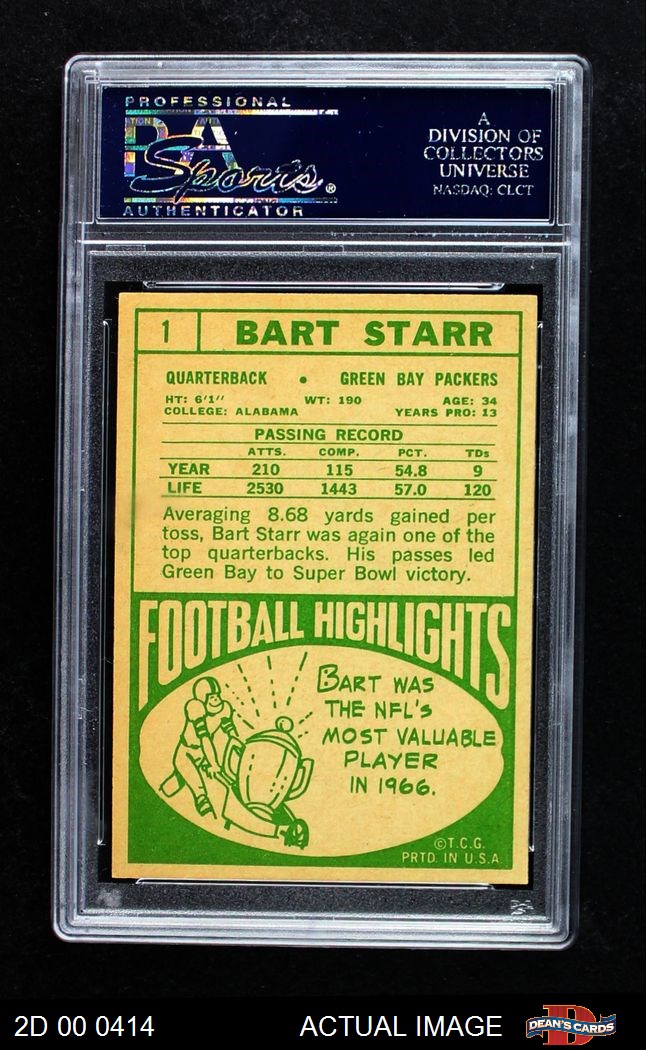 PROFESSIONAL
PSA
Sports®
AUTHENTICATOR
A
DIVISION OF
COLLECTORS
UNIVERSE
NASDAQ: CLCT
1 BART STARR
QUARTERBACK • GREEN BAY PACKERS
HT: 6'1" WT: 190 AGE: 34
COLLEGE: ALABAMA YEARS PRO: 13
PASSING RECORD
ATTS. COMP. PCT. TDs
YEAR 210 115 54.8 9
LIFE 2530 1443 57.0 120
Averaging 8.68 yards gained per
toss, Bart Starr was again one of the
top quarterbacks. His passes led
Green Bay to Super Bowl victory.
FOOTBALL HIGHLIGHTS
BART WAS
THE NFL'S
MOST VALUABLE
PLAYER
IN 1966.
©T.C.G.
PRTD. IN U.S.A.
2D 00 0414 ACTUAL IMAGE
D
DEAN'S CARDS